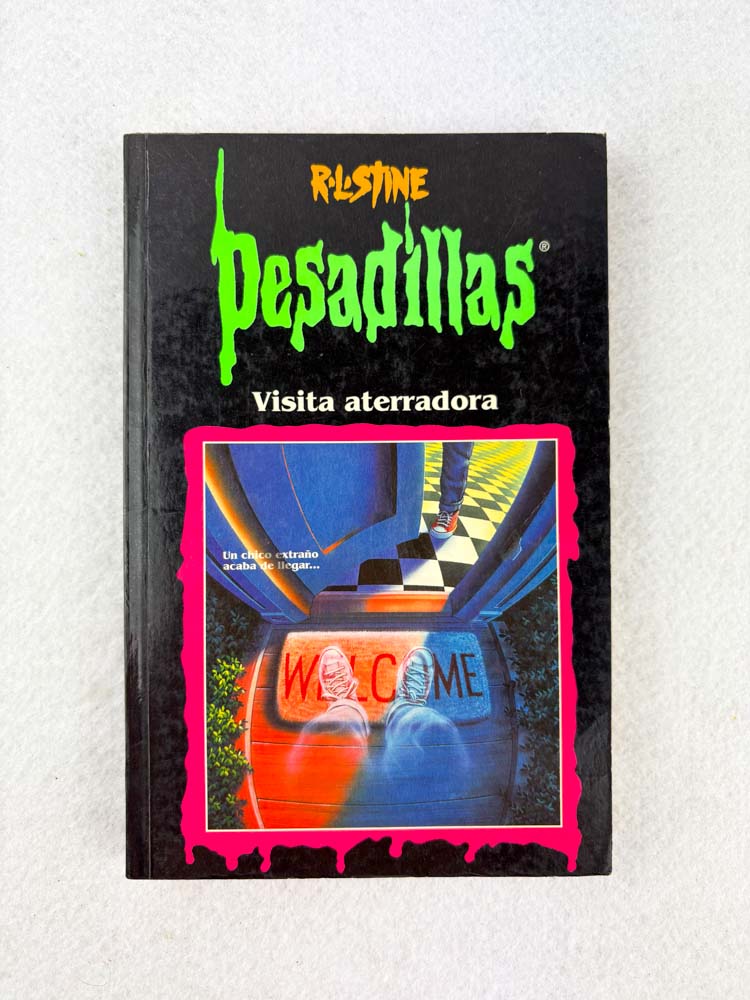 R.L.STINE
Pesadillas®
Visita aterradora
Un chico extraño
acaba de llegar...
WELCOME